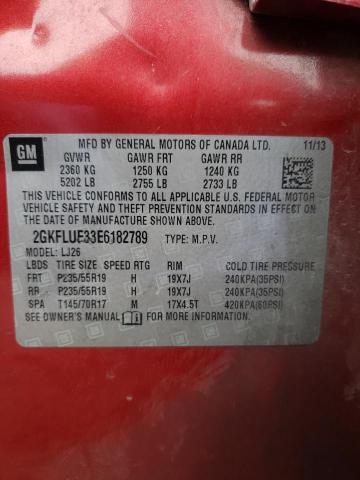 GM
MFD BY GENERAL MOTORS OF CANADA LTD. 11/13
GVWR GAWR FRT GAWR RR
2360 KG 1250 KG 1240 KG
5202 LB 2755 LB 2733 LB
THIS VEHICLE CONFORMS TO ALL APPLICABLE U.S. FEDERAL MOTOR
VEHICLE SAFETY AND THEFT PREVENTION STANDARDS IN EFFECT
ON THE DATE OF MANUFACTURE SHOWN ABOVE.
2GKFLUE33E6182789 TYPE: M.P.V.
MODEL: LJ26
LBDS TIRE SIZE SPEED RTG RIM COLD TIRE PRESSURE
FRT P235/55R19 H 19X7J 240KPA(35PSI)
RR P235/55R19 H 19X7J 240KPA(35PSI)
SPA T145/70R17 M 17X4.5T 420KPA(60PSI)
SEE OWNER'S MANUAL FOR ADDITIONAL INFORMATION.